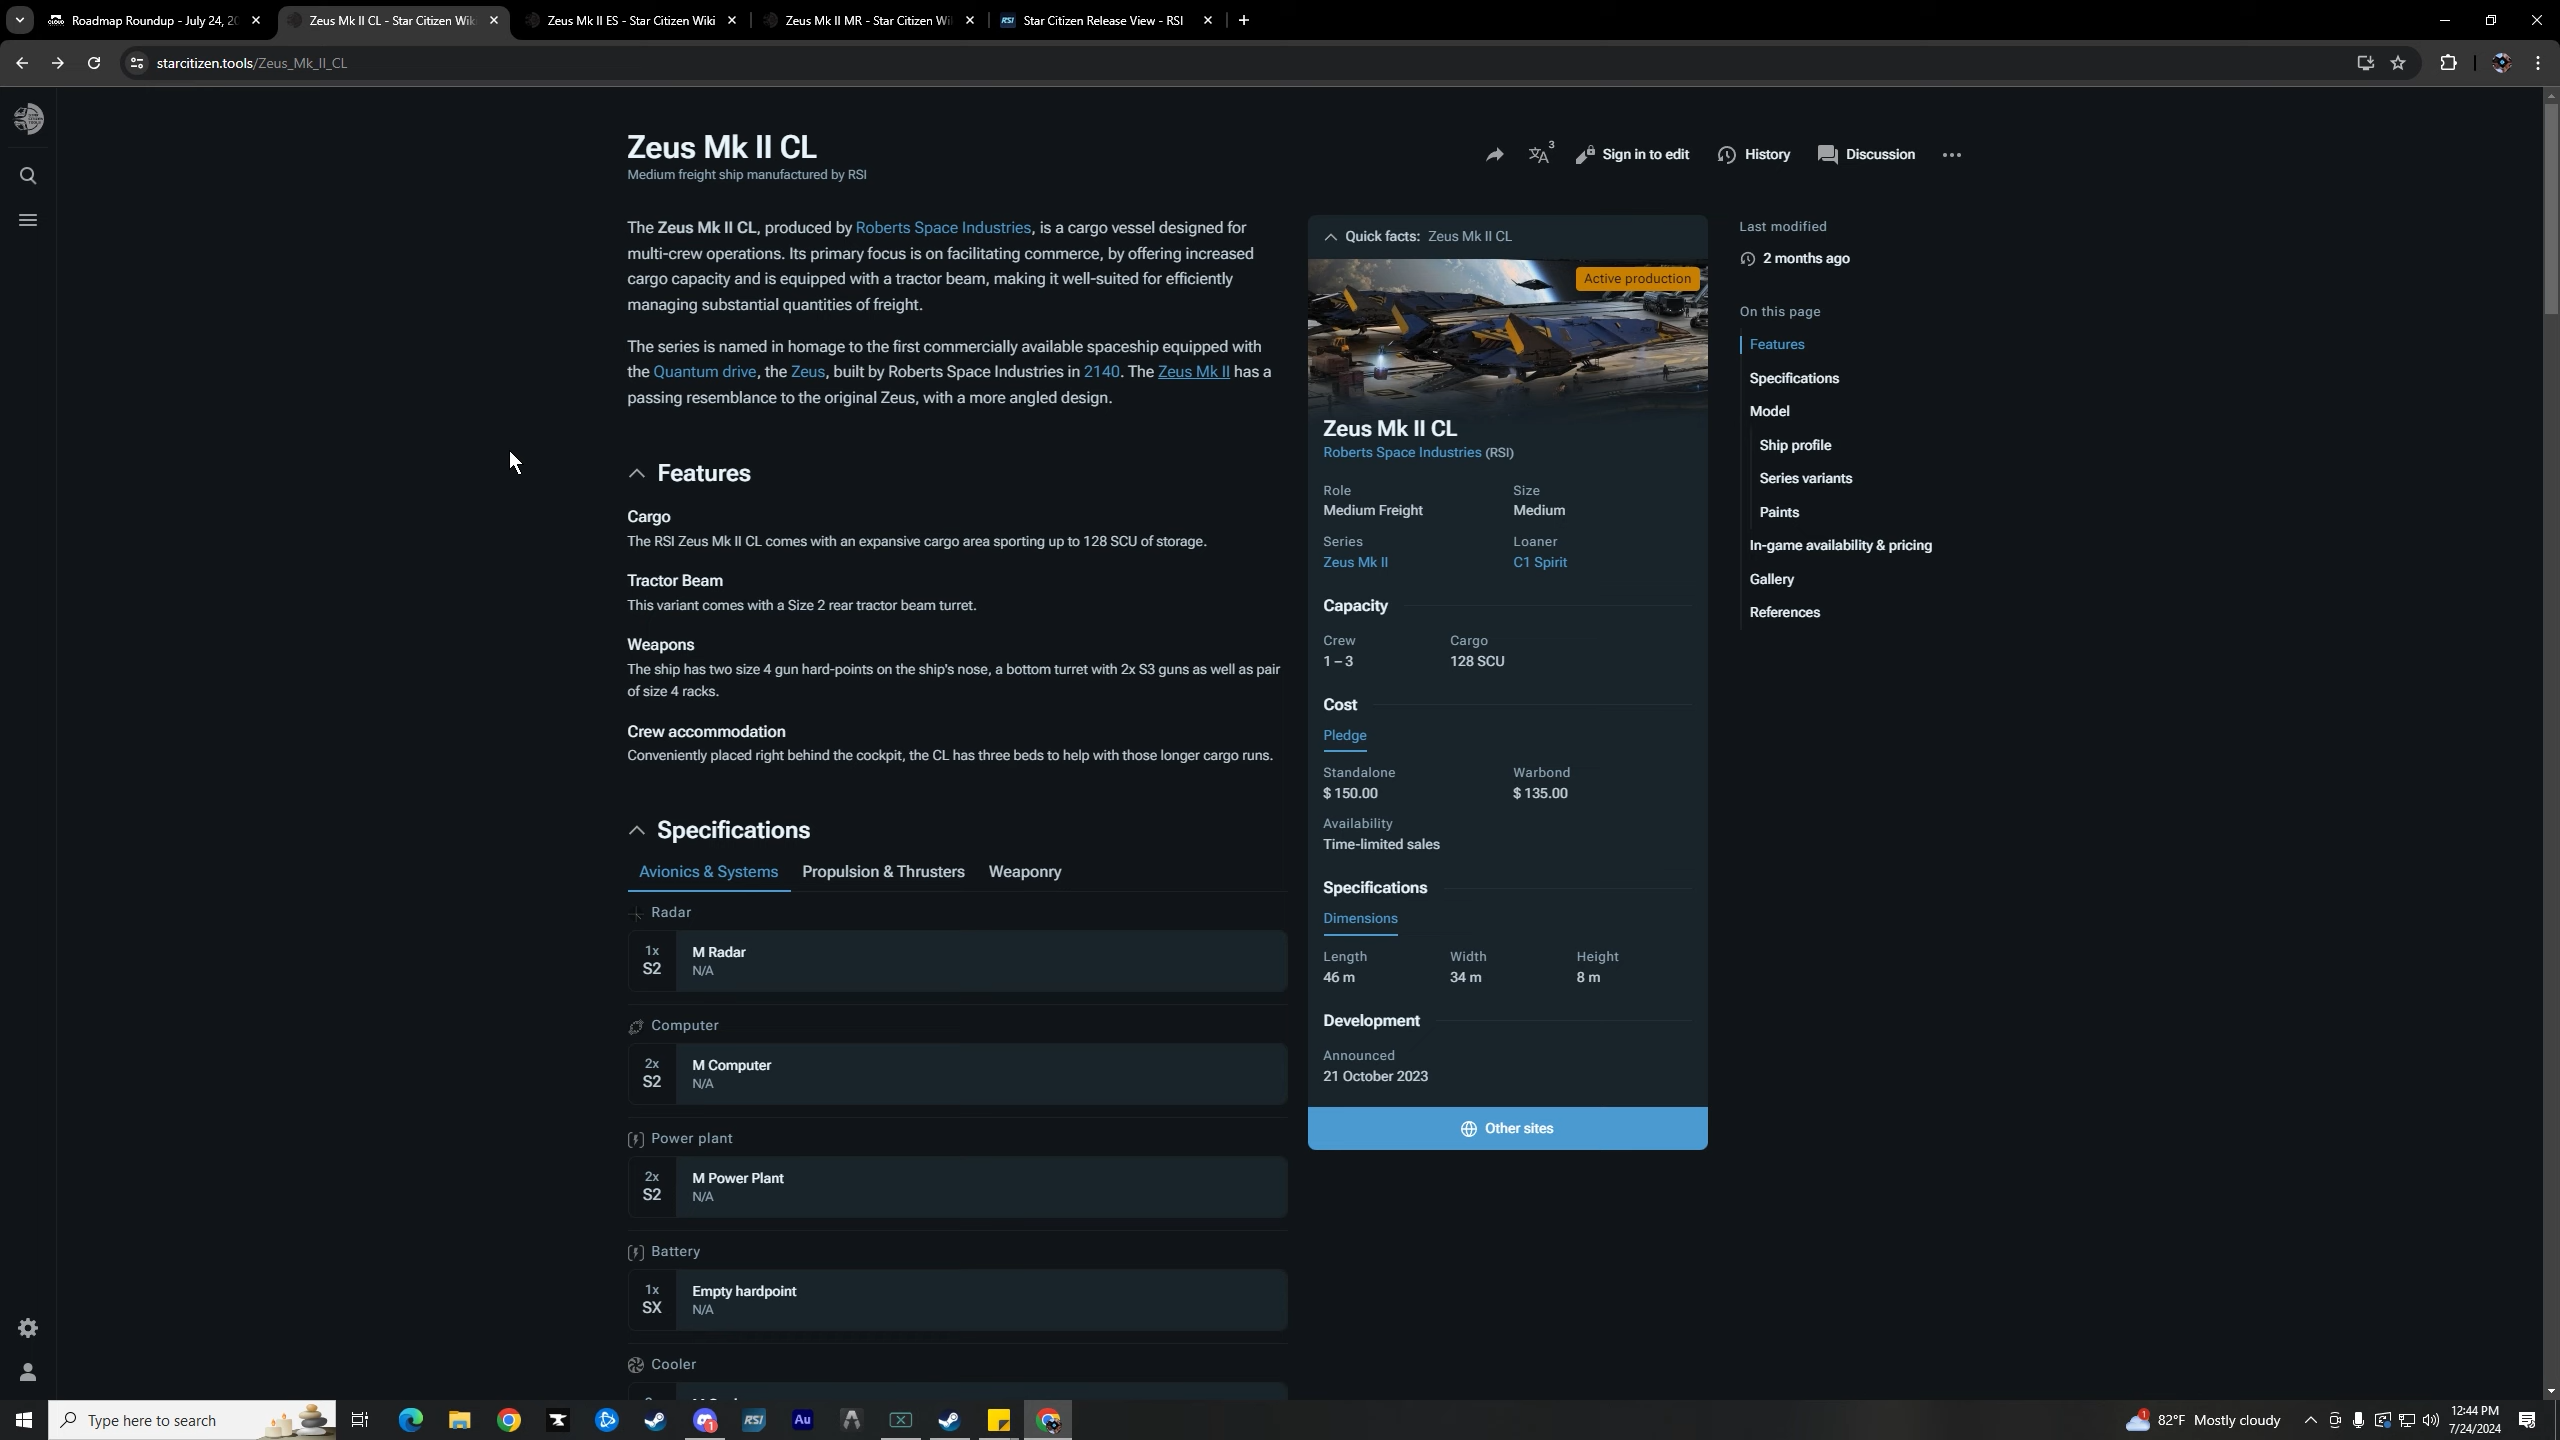 Roadmap Roundup - July 24, 20
Zeus Mk II CL - Star Citizen Wik
Zeus Mk II ES - Star Citizen Wiki
Zeus Mk II MR - Star Citizen Wi
RSI Star Citizen Release View - RSI
starcitizen.tools/Zeus_Mk_II_CL
Zeus Mk II CL
Medium freight ship manufactured by RSI
3
Sign in to edit
History
Discussion
The Zeus Mk II CL, produced by Roberts Space Industries, is a cargo vessel designed for
multi-crew operations. Its primary focus is on facilitating commerce, by offering increased
cargo capacity and is equipped with a tractor beam, making it well-suited for efficiently
managing substantial quantities of freight.
The series is named in homage to the first commercially available spaceship equipped with
the Quantum drive, the Zeus, built by Roberts Space Industries in 2140. The Zeus Mk II has a
passing resemblance to the original Zeus, with a more angled design.
Features
Cargo
The RSI Zeus Mk II CL comes with an expansive cargo area sporting up to 128 SCU of storage.
Tractor Beam
This variant comes with a Size 2 rear tractor beam turret.
Weapons
The ship has two size 4 gun hard-points on the ship's nose, a bottom turret with 2x S3 guns as well as pair
of size 4 racks.
Crew accommodation
Conveniently placed right behind the cockpit, the CL has three beds to help with those longer cargo runs.
Specifications
Avionics & Systems Propulsion & Thrusters Weaponry
Radar
1x
S2
M Radar
N/A
Computer
2x
S2
M Computer
N/A
Power plant
2x
S2
M Power Plant
N/A
Battery
1x
SX
Empty hardpoint
N/A
Cooler
Quick facts: Zeus Mk II CL
Active production
Zeus Mk II CL
Roberts Space Industries (RSI)
Role Size
Medium Freight Medium
Series Loaner
Zeus Mk II C1 Spirit
Capacity
Crew Cargo
1 – 3 128 SCU
Cost
Pledge
Standalone Warbond
$ 150.00 $ 135.00
Availability
Time-limited sales
Specifications
Dimensions
Length Width Height
46 m 34 m 8 m
Development
Announced
21 October 2023
Other sites
Last modified
2 months ago
On this page
Features
Specifications
Model
Ship profile
Series variants
Paints
In-game availability & pricing
Gallery
References
Type here to search
RSI
Au
1
1
82°F Mostly cloudy
12:44 PM
7/24/2024